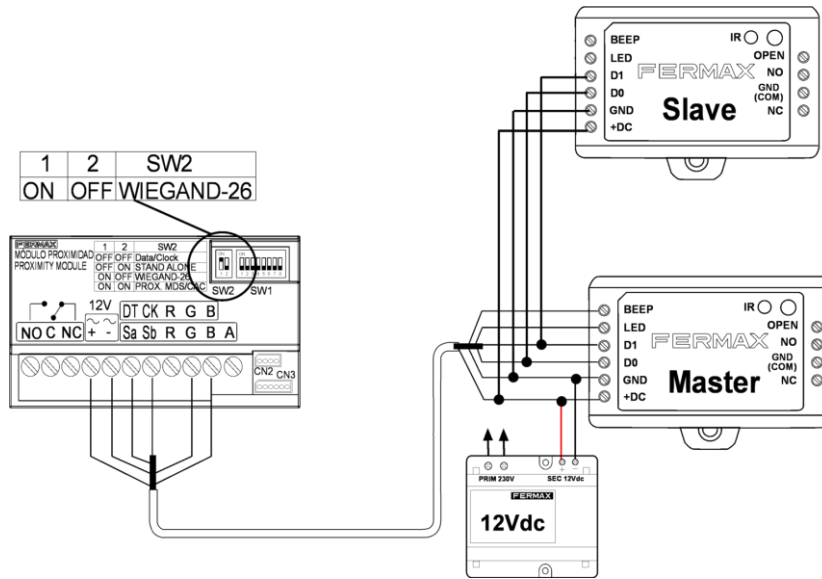 1 2 SW2
ON OFF WIEGAND-26
FERMAX
MÓDULO PROXIMIDAD
PROXIMITY MODULE
1 2 SW2
OFF OFF Data/Clock
OFF ON STAND ALONE
ON OFF WIEGAND-26
ON ON PROX. MDS/CAC
ON
ON
SW2 SW1
12V
DT CK R G B
NO C NC + - Sa Sb R G B A
CN2 CN3
BEEP
LED
D1
D0
GND
+DC
IR
OPEN
NO
GND
(COM)
NC
FERMAX
Slave
BEEP
LED
D1
D0
GND
+DC
IR
OPEN
NO
GND
(COM)
NC
FERMAX
Master
+ -
PRIM 230V SEC 12Vdc
FERMAX
12Vdc